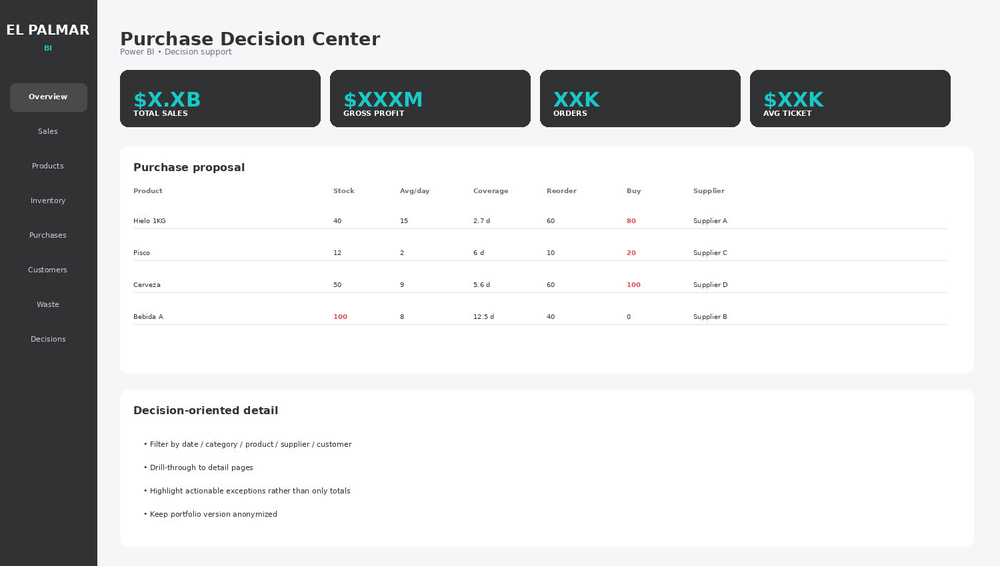 EL PALMAR
BI
Overview
Sales
Products
Inventory
Purchases
Customers
Waste
Decisions
Purchase Decision Center
Power BI • Decision support
$X.XB
TOTAL SALES
$XXXM
GROSS PROFIT
XXK
ORDERS
$XXK
AVG TICKET
Purchase proposal
Product Stock Avg/day Coverage Reorder Buy Supplier
Hielo 1KG 40 15 2.7 d 60 80 Supplier A
Pisco 12 2 6 d 10 20 Supplier C
Cerveza 50 9 5.6 d 60 100 Supplier D
Bebida A 100 8 12.5 d 40 0 Supplier B
Decision-oriented detail
• Filter by date / category / product / supplier / customer
• Drill-through to detail pages
• Highlight actionable exceptions rather than only totals
• Keep portfolio version anonymized